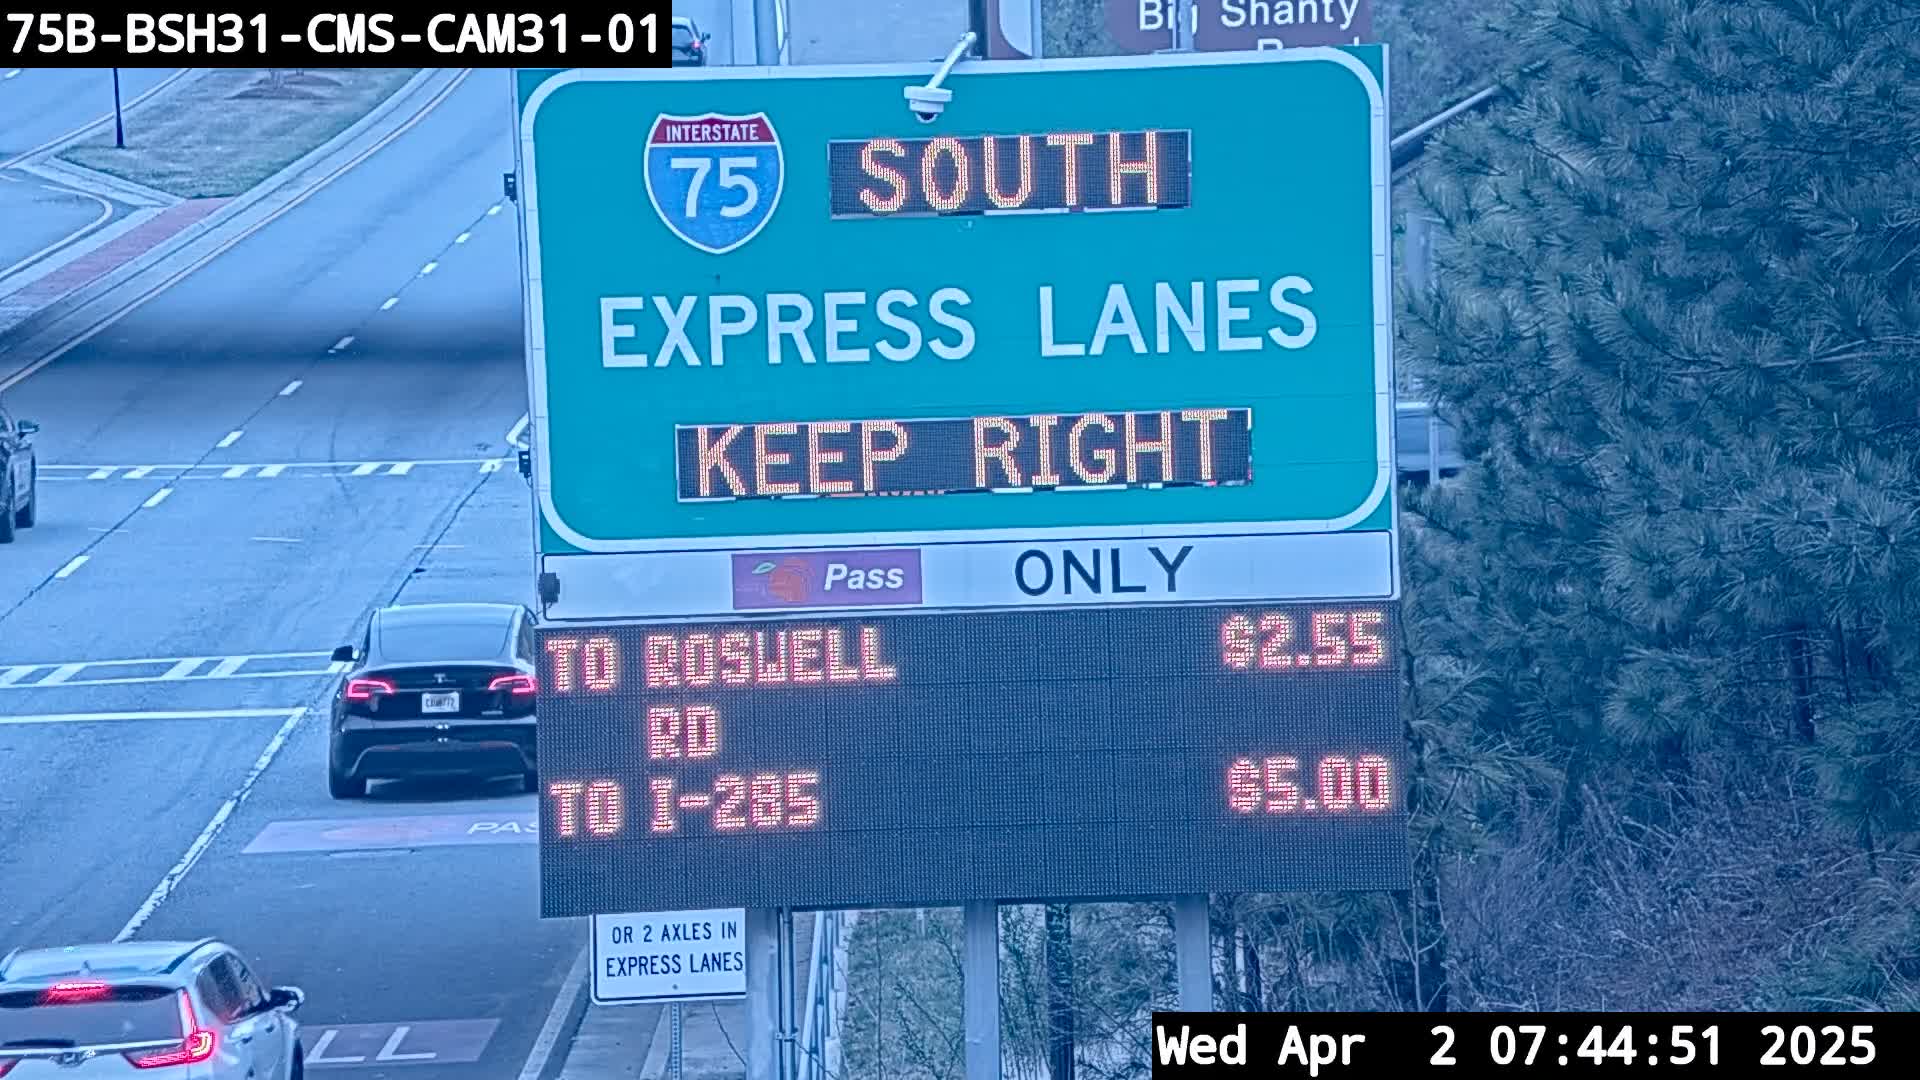 75B-BSH31-CMS-CAM31-01
Big Shanty
INTERSTATE
75
SOUTH
EXPRESS LANES
KEEP RIGHT
Pass ONLY
TO ROSWELL $2.55
RD
TO I-285 $5.00
OR 2 AXLES IN
EXPRESS LANES
Wed Apr 2 07:44:51 2025